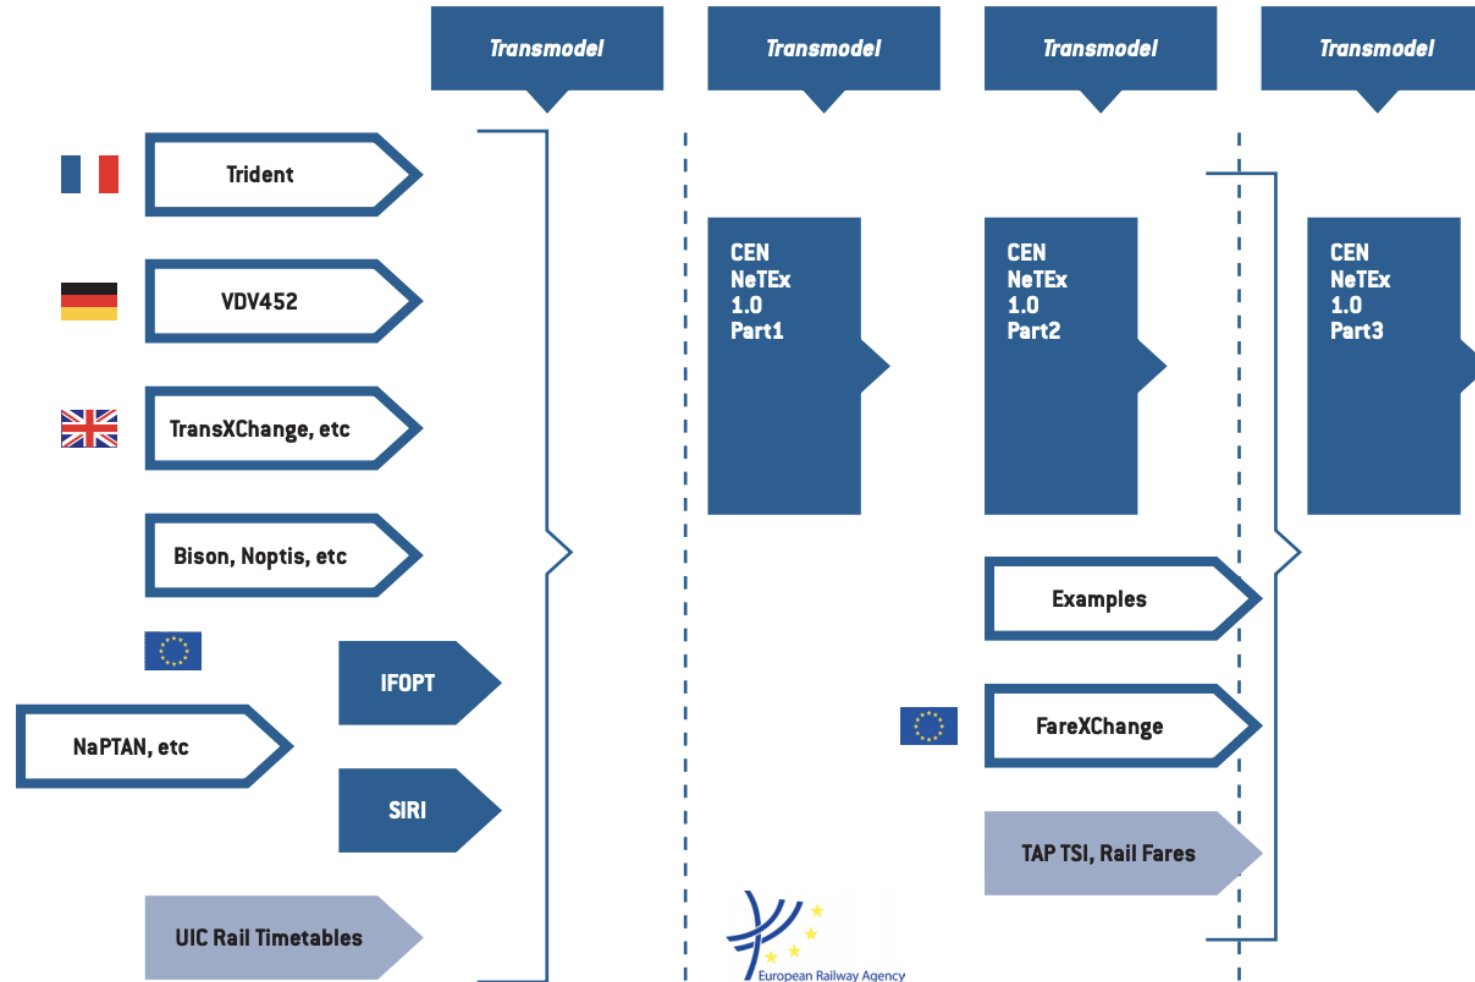 Transmodel
Transmodel
Transmodel
Transmodel
Trident
VDV452
TransXChange, etc
Bison, Noptis, etc
IFOPT
NaPTAN, etc
SIRI
UIC Rail Timetables
CEN
NeTEx
1.0
Part1
European Railway Agency
CEN
NeTEx
1.0
Part2
Examples
FareXChange
TAP TSI, Rail Fares
CEN
NeTEx
1.0
Part3